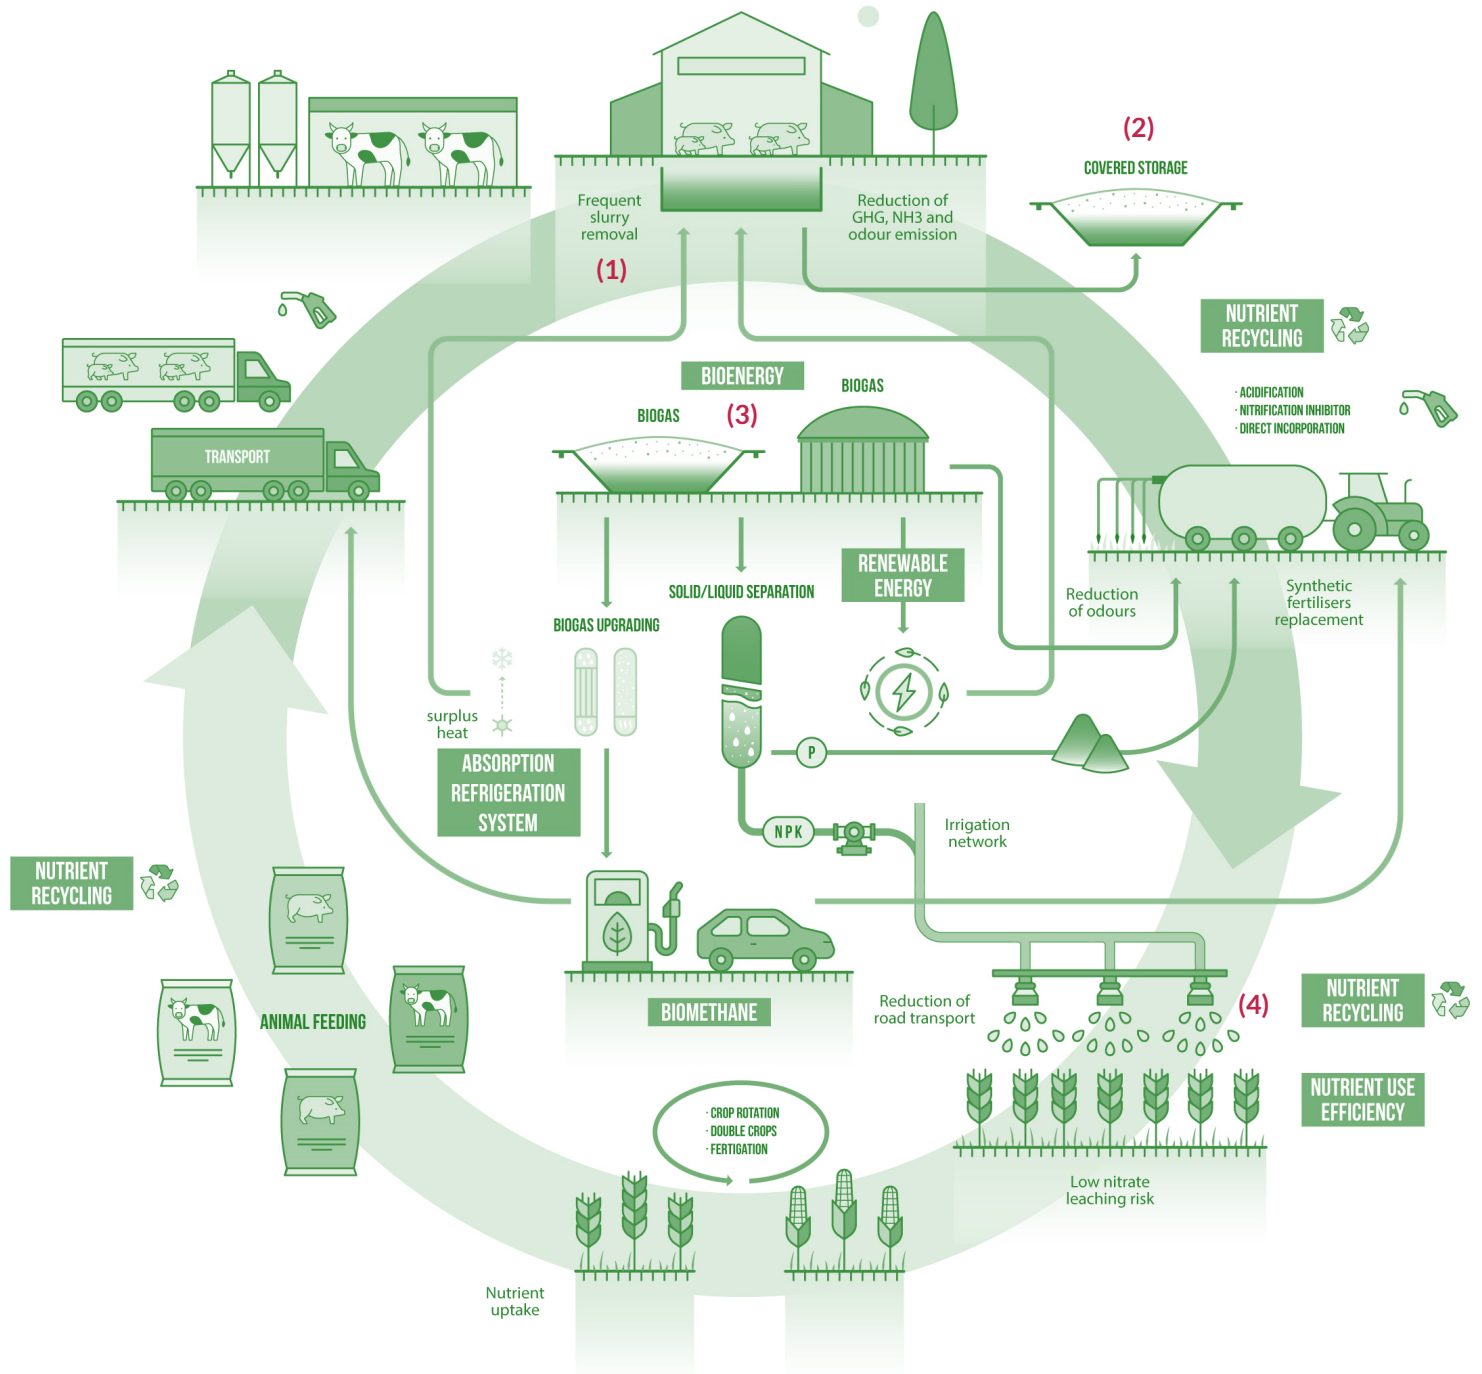 (2)
COVERED STORAGE
Frequent
slurry
removal
(1)
Reduction of
GHG, NH3 and
odour emission
NUTRIENT
RECYCLING
BIOENERGY
(3)
BIOGAS
BIOGAS
· ACIDIFICATION
· NITRIFICATION INHIBITOR
· DIRECT INCORPORATION
TRANSPORT
RENEWABLE
ENERGY
SOLID/LIQUID SEPARATION
BIOGAS UPGRADING
Reduction
of odours
Synthetic
fertilisers
replacement
surplus
heat
ABSORPTION
REFRIGERATION
SYSTEM
P
NPK
Irrigation
network
NUTRIENT
RECYCLING
ANIMAL FEEDING
BIOMETHANE
Reduction of
road transport
(4)
NUTRIENT
RECYCLING
NUTRIENT USE
EFFICIENCY
· CROP ROTATION
· DOUBLE CROPS
· FERTIGATION
Low nitrate
leaching risk
Nutrient
uptake